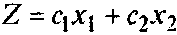 Z = c₁x₁ + c₂x₂